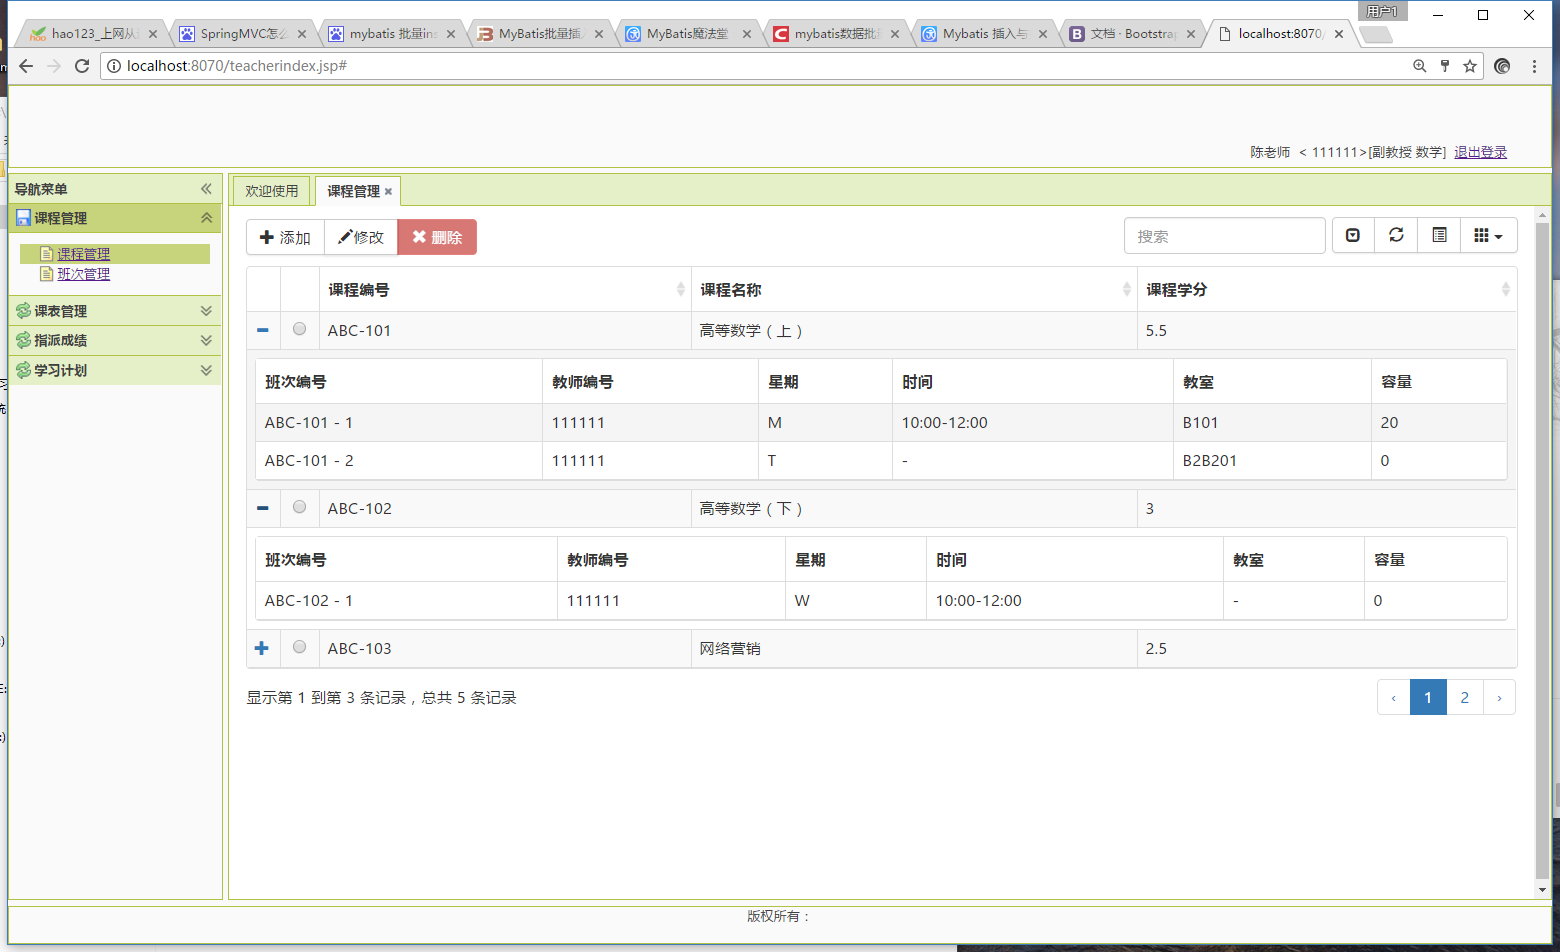 用户1
hao123_上网从
SpringMVC怎么
mybatis 批量ins
MyBatis批量插
MyBatis魔法堂
mybatis数据批
Mybatis 插入与
文档 · Bootstrap
localhost:8070/
localhost:8070/teacherindex.jsp#
陈老师 < 111111>[副教授 数学] 退出登录
导航菜单
课程管理
课程管理
班次管理
课表管理
指派成绩
学习计划
欢迎使用 课程管理
添加 修改 删除 搜索
课程编号 课程名称 课程学分
ABC-101 高等数学（上） 5.5
班次编号 教师编号 星期 时间 教室 容量
ABC-101 - 1 111111 M 10:00-12:00 B101 20
ABC-101 - 2 111111 T - B2B201 0
ABC-102 高等数学（下） 3
班次编号 教师编号 星期 时间 教室 容量
ABC-102 - 1 111111 W 10:00-12:00 - 0
ABC-103 网络营销 2.5
显示第 1 到第 3 条记录，总共 5 条记录
‹ 1 2 ›
版权所有：